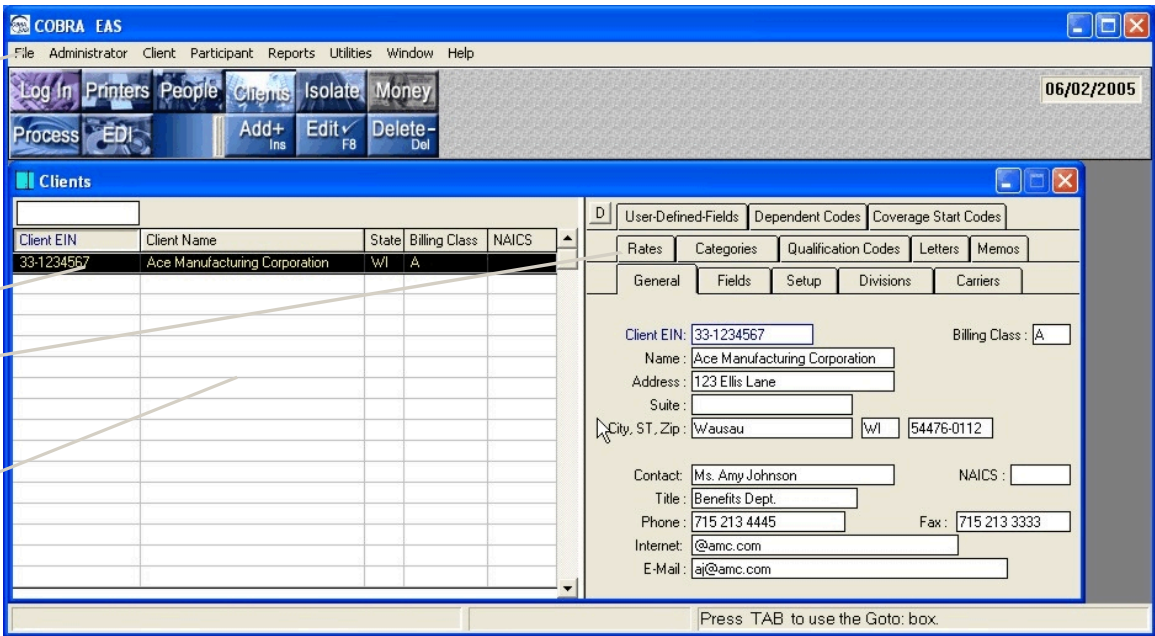 COBRA EAS
File Administrator Client Participant Reports Utilities Window Help
Log In Printers People Clients Isolate Money
06/02/2005
Process EDI Add+ Ins Edit✓ F8 Delete- Del
Clients
D User-Defined-Fields Dependent Codes Coverage Start Codes
Client EIN Client Name State Billing Class NAICS
Rates Categories Qualification Codes Letters Memos
33-1234567 Ace Manufacturing Corporation WI A
General Fields Setup Divisions Carriers
Client EIN: 33-1234567 Billing Class : A
Name : Ace Manufacturing Corporation
Address : 123 Ellis Lane
Suite :
City, ST, Zip : Wausau WI 54476-0112
Contact: Ms. Amy Johnson NAICS :
Title : Benefits Dept.
Phone : 715 213 4445 Fax : 715 213 3333
Internet: @amc.com
E-Mail : aj@amc.com
Press TAB to use the Goto: box.